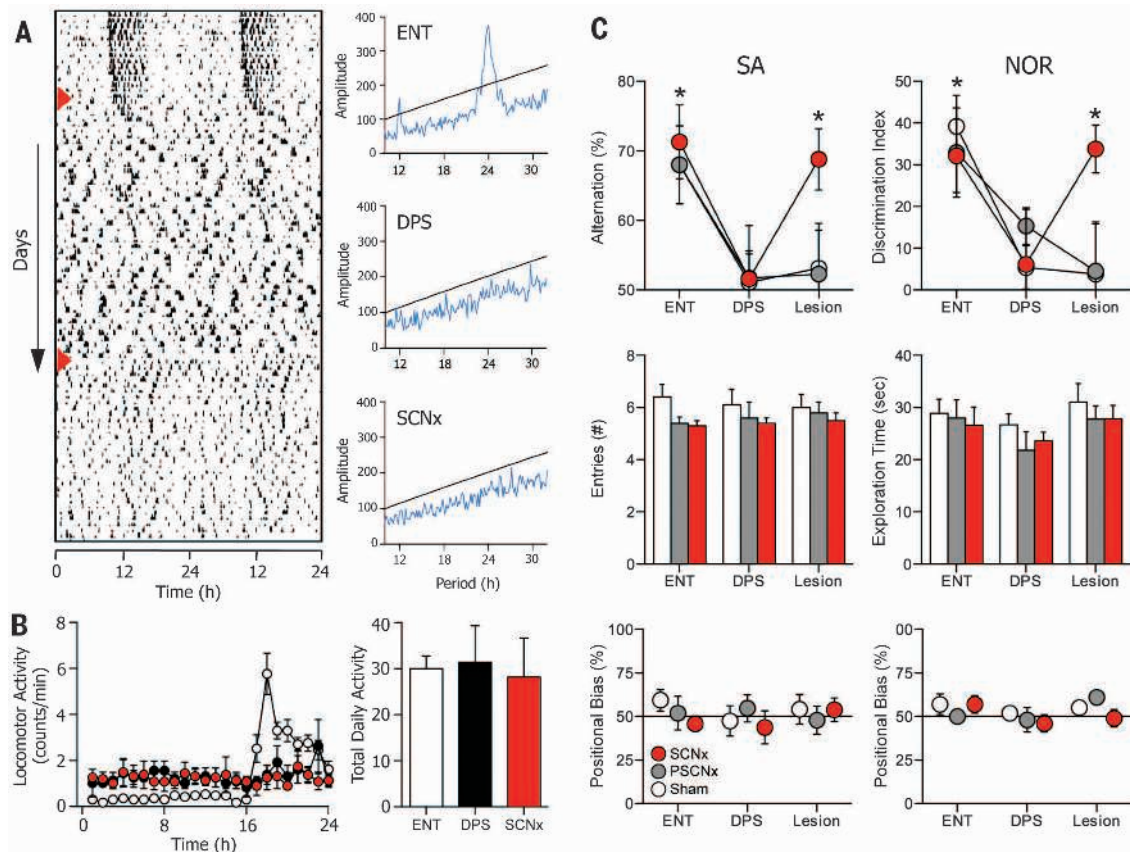 A
Days
0 12 24 12 24
Time (h)
ENT
Amplitude
400
300
200
100
0
12 24 30
DPS
Amplitude
400
300
200
100
0
12 24 30
SCNx
Amplitude
400
300
200
100
0
12 24 30
Period (h)
B
Locomotor Activity
(counts/min)
8
6
4
2
0
0 8 16 24
Time (h)
Total Daily Activity
40
30
20
10
0
ENT DPS SCNx
C
SA
Alternation (%)
80
70
60
50
* *
ENT DPS Lesion
NOR
Discrimination Index
50
40
30
20
10
0
* *
ENT DPS Lesion
Entries (#)
8
6
4
2
0
ENT DPS Lesion
Exploration Time (sec)
40
30
20
10
0
ENT DPS Lesion
Positional Bias (%)
100
75
50
25
0
SCNx
PSCNx
Sham
ENT DPS Lesion
Positional Bias (%)
00
75
50
25
0
ENT DPS Lesion